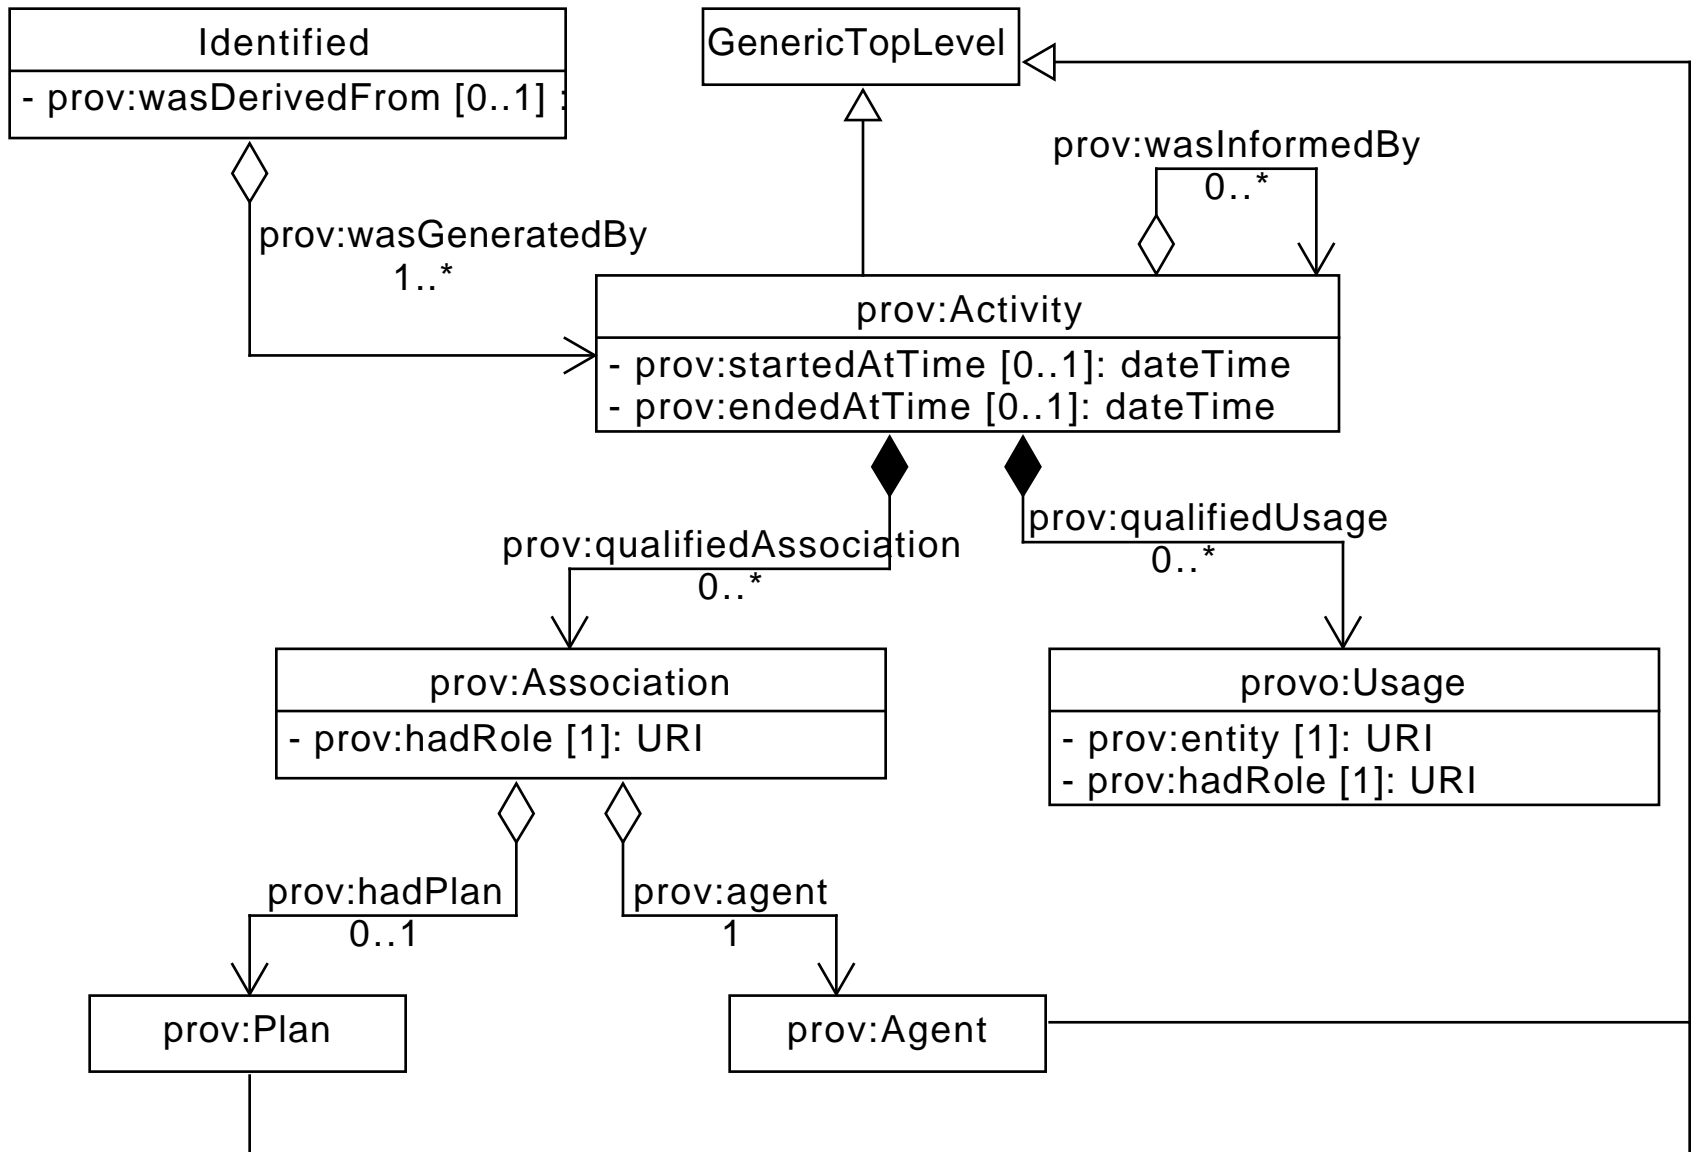 Identified
- prov:wasDerivedFrom [0..1] :
GenericTopLevel
prov:wasInformedBy
0..*
prov:wasGeneratedBy
1..*
prov:Activity
- prov:startedAtTime [0..1]: dateTime
- prov:endedAtTime [0..1]: dateTime
prov:qualifiedAssociation
0..*
prov:qualifiedUsage
0..*
prov:Association
- prov:hadRole [1]: URI
provo:Usage
- prov:entity [1]: URI
- prov:hadRole [1]: URI
prov:hadPlan
0..1
prov:agent
1
prov:Plan
prov:Agent